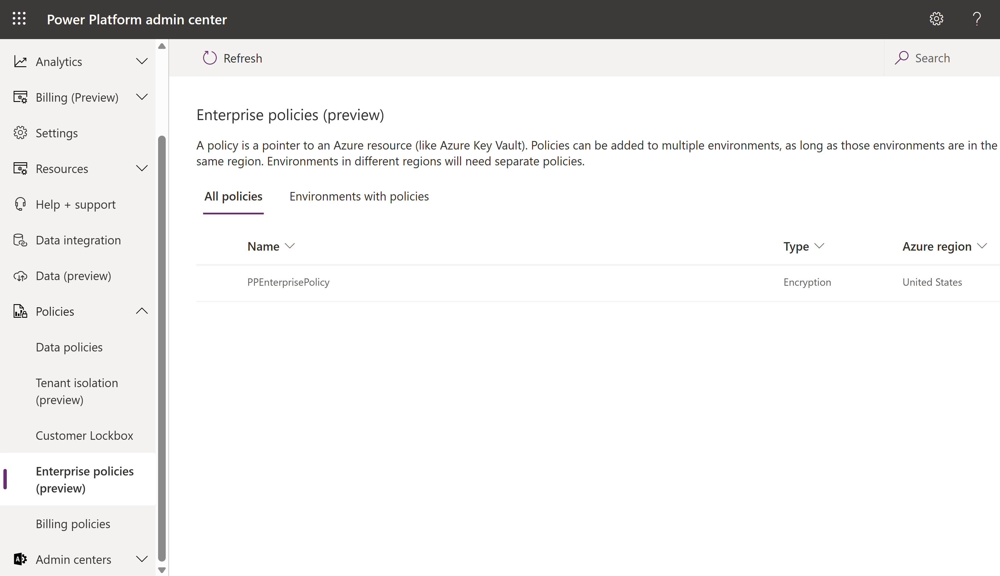 Power Platform admin center
Analytics
Billing (Preview)
Settings
Resources
Help + support
Data integration
Data (preview)
Policies
Data policies
Tenant isolation
(preview)
Customer Lockbox
Enterprise policies
(preview)
Billing policies
Admin centers
Refresh
Search
Enterprise policies (preview)
A policy is a pointer to an Azure resource (like Azure Key Vault). Policies can be added to multiple environments, as long as those environments are in the
same region. Environments in different regions will need separate policies.
All policies Environments with policies
Name Type Azure region
PPEnterprisePolicy Encryption United States